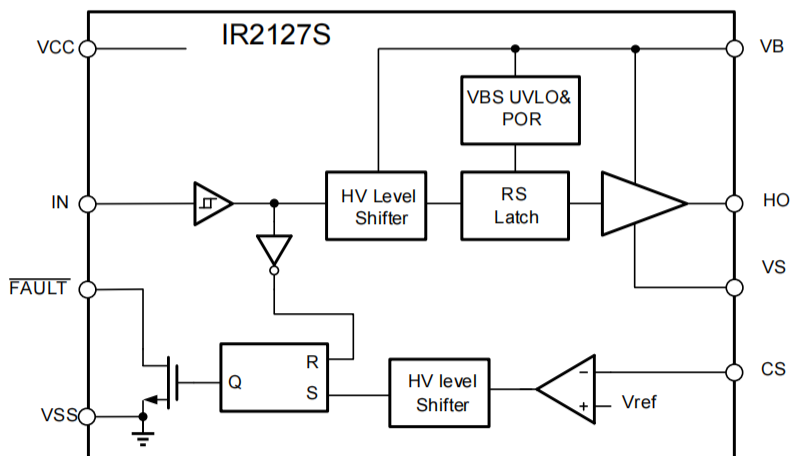 IR2127S
VCC
VB
VBS UVLO&
POR
IN
HV Level
Shifter
RS
Latch
HO
FAULT
VS
R
Q
S
HV level
Shifter
−
+
Vref
CS
VSS